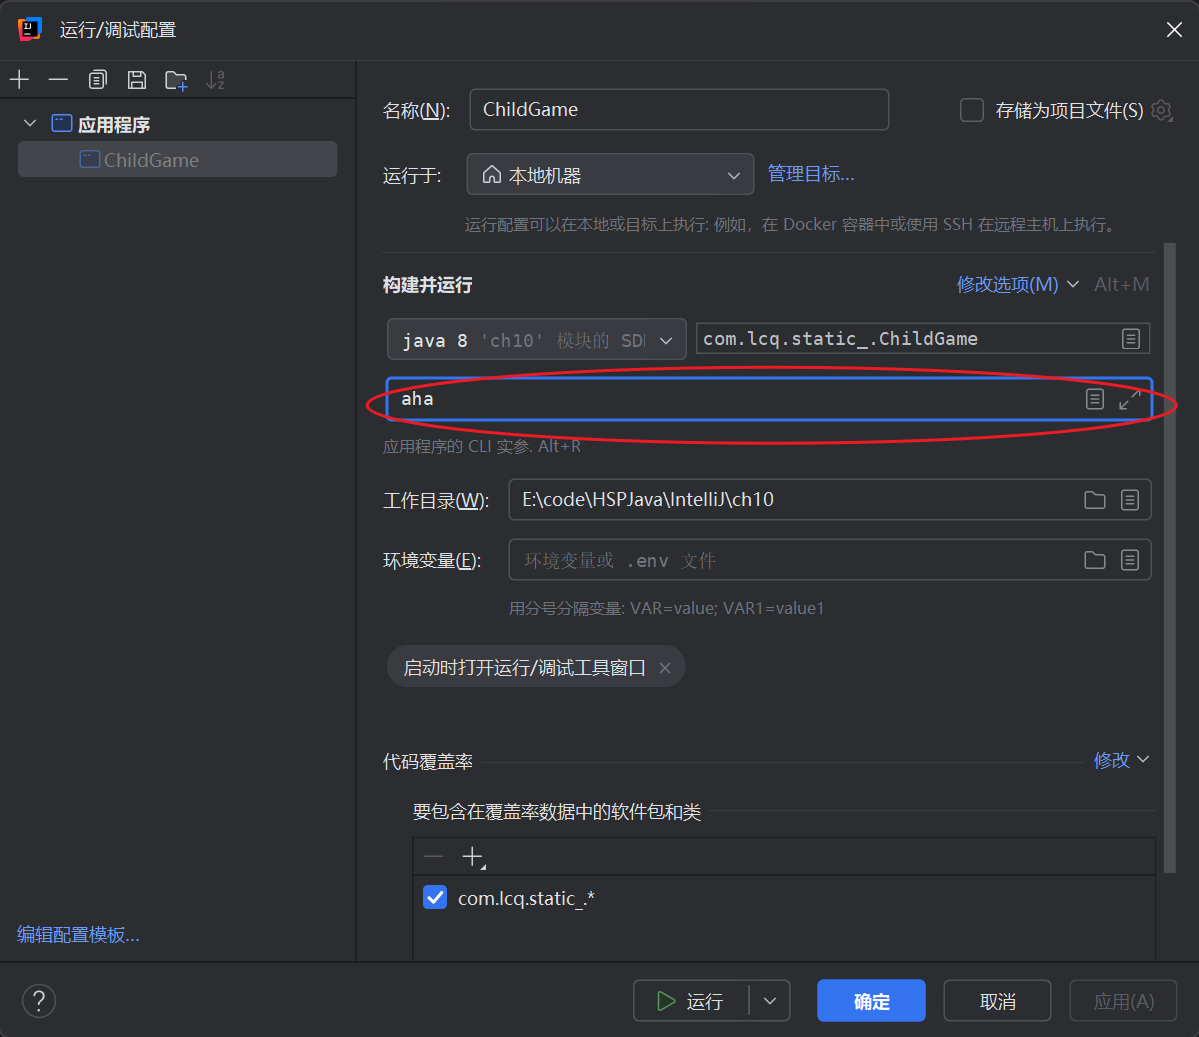 运行/调试配置
应用程序
ChildGame
名称(N):
ChildGame
存储为项目文件(S)
运行于:
本地机器
管理目标...
运行配置可以在本地或目标上执行: 例如，在 Docker 容器中或使用 SSH 在远程主机上执行。
构建并运行
修改选项(M)
Alt+M
java 8 'ch10' 模块的 SD
com.lcq.static_.ChildGame
aha
应用程序的 CLI 实参. Alt+R
工作目录(W):
E:\code\HSPJava\IntelliJ\ch10
环境变量(E):
环境变量或 .env 文件
用分号分隔变量: VAR=value; VAR1=value1
启动时打开运行/调试工具窗口
代码覆盖率
修改
要包含在覆盖率数据中的软件包和类
com.lcq.static_.*
编辑配置模板...
?
运行
确定
取消
应用(A)